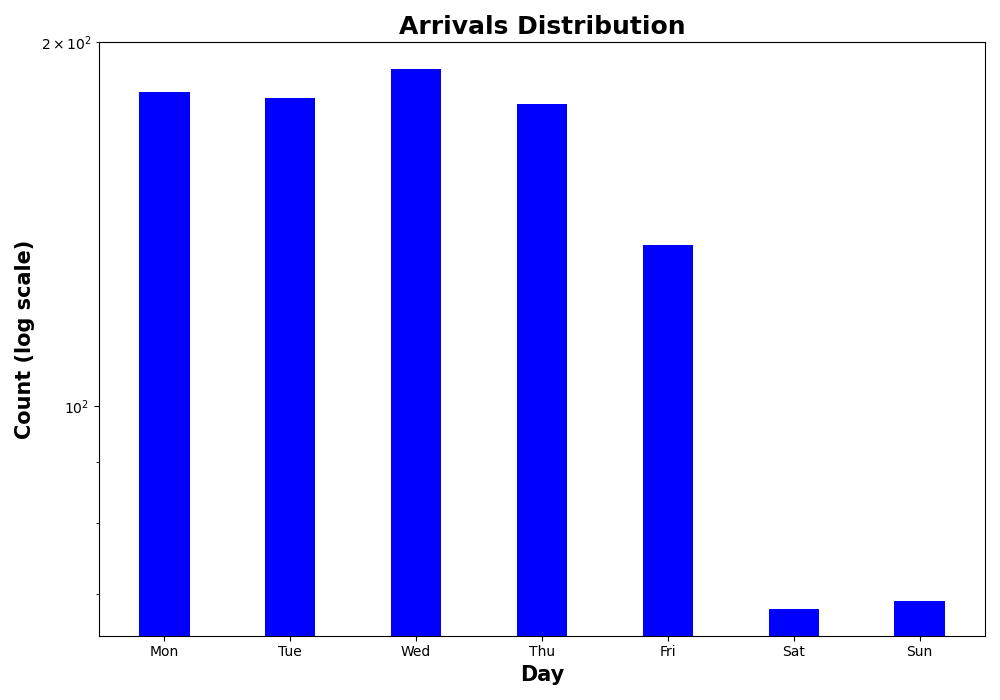 Arrivals Distribution
2 × 10²
10²
Count (log scale)
Mon Tue Wed Thu Fri Sat Sun
Day